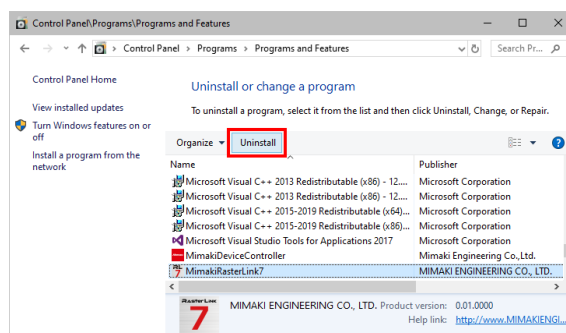 Control Panel\Programs\Programs and Features
Control Panel > Programs > Programs and Features
Search Pr...
Control Panel Home
View installed updates
Turn Windows features on or
off
Install a program from the
network
Uninstall or change a program
To uninstall a program, select it from the list and then click Uninstall, Change, or Repair.
Organize Uninstall
Name Publisher
Microsoft Visual C++ 2013 Redistributable (x86) - 12.... Microsoft Corporation
Microsoft Visual C++ 2013 Redistributable (x86) - 12.... Microsoft Corporation
Microsoft Visual C++ 2015-2019 Redistributable (x64)... Microsoft Corporation
Microsoft Visual C++ 2015-2019 Redistributable (x86)... Microsoft Corporation
Microsoft Visual Studio Tools for Applications 2017 Microsoft Corporation
MimakiDeviceController Mimaki Engineering Co.,Ltd.
7 MimakiRasterLink7 MIMAKI ENGINEERING CO., LTD.
RasterLink
7
MIMAKI ENGINEERING CO., LTD. Product version: 0.01.0000
Help link: http://www.MIMAKIENGI...